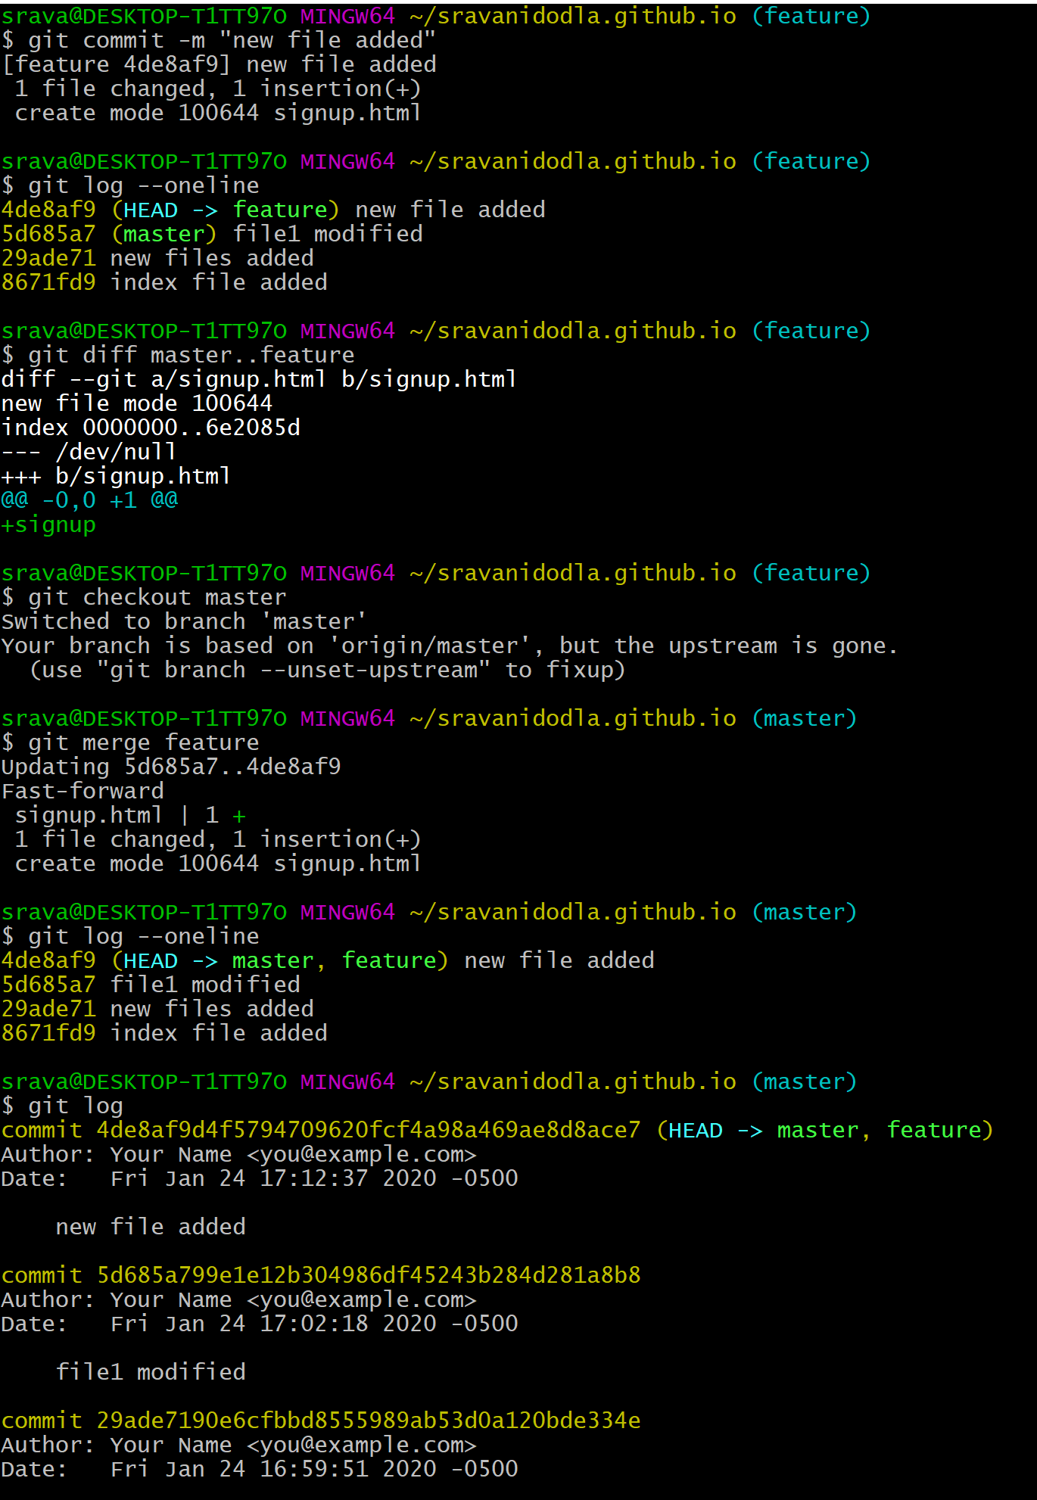 srava@DESKTOP-T1TT97O MINGW64 ~/sravanidodla.github.io (feature)
$ git commit -m "new file added"
[feature 4de8af9] new file added
 1 file changed, 1 insertion(+)
 create mode 100644 signup.html

srava@DESKTOP-T1TT97O MINGW64 ~/sravanidodla.github.io (feature)
$ git log --oneline
4de8af9 (HEAD -> feature) new file added
5d685a7 (master) file1 modified
29ade71 new files added
8671fd9 index file added

srava@DESKTOP-T1TT97O MINGW64 ~/sravanidodla.github.io (feature)
$ git diff master..feature
diff --git a/signup.html b/signup.html
new file mode 100644
index 0000000..6e2085d
--- /dev/null
+++ b/signup.html
@@ -0,0 +1 @@
+signup

srava@DESKTOP-T1TT97O MINGW64 ~/sravanidodla.github.io (feature)
$ git checkout master
Switched to branch 'master'
Your branch is based on 'origin/master', but the upstream is gone.
  (use "git branch --unset-upstream" to fixup)

srava@DESKTOP-T1TT97O MINGW64 ~/sravanidodla.github.io (master)
$ git merge feature
Updating 5d685a7..4de8af9
Fast-forward
 signup.html | 1 +
 1 file changed, 1 insertion(+)
 create mode 100644 signup.html

srava@DESKTOP-T1TT97O MINGW64 ~/sravanidodla.github.io (master)
$ git log --oneline
4de8af9 (HEAD -> master, feature) new file added
5d685a7 file1 modified
29ade71 new files added
8671fd9 index file added

srava@DESKTOP-T1TT97O MINGW64 ~/sravanidodla.github.io (master)
$ git log
commit 4de8af9d4f5794709620fcf4a98a469ae8d8ace7 (HEAD -> master, feature)
Author: Your Name <you@example.com>
Date:   Fri Jan 24 17:12:37 2020 -0500

    new file added

commit 5d685a799e1e12b304986df45243b284d281a8b8
Author: Your Name <you@example.com>
Date:   Fri Jan 24 17:02:18 2020 -0500

    file1 modified

commit 29ade7190e6cfbbd8555989ab53d0a120bde334e
Author: Your Name <you@example.com>
Date:   Fri Jan 24 16:59:51 2020 -0500